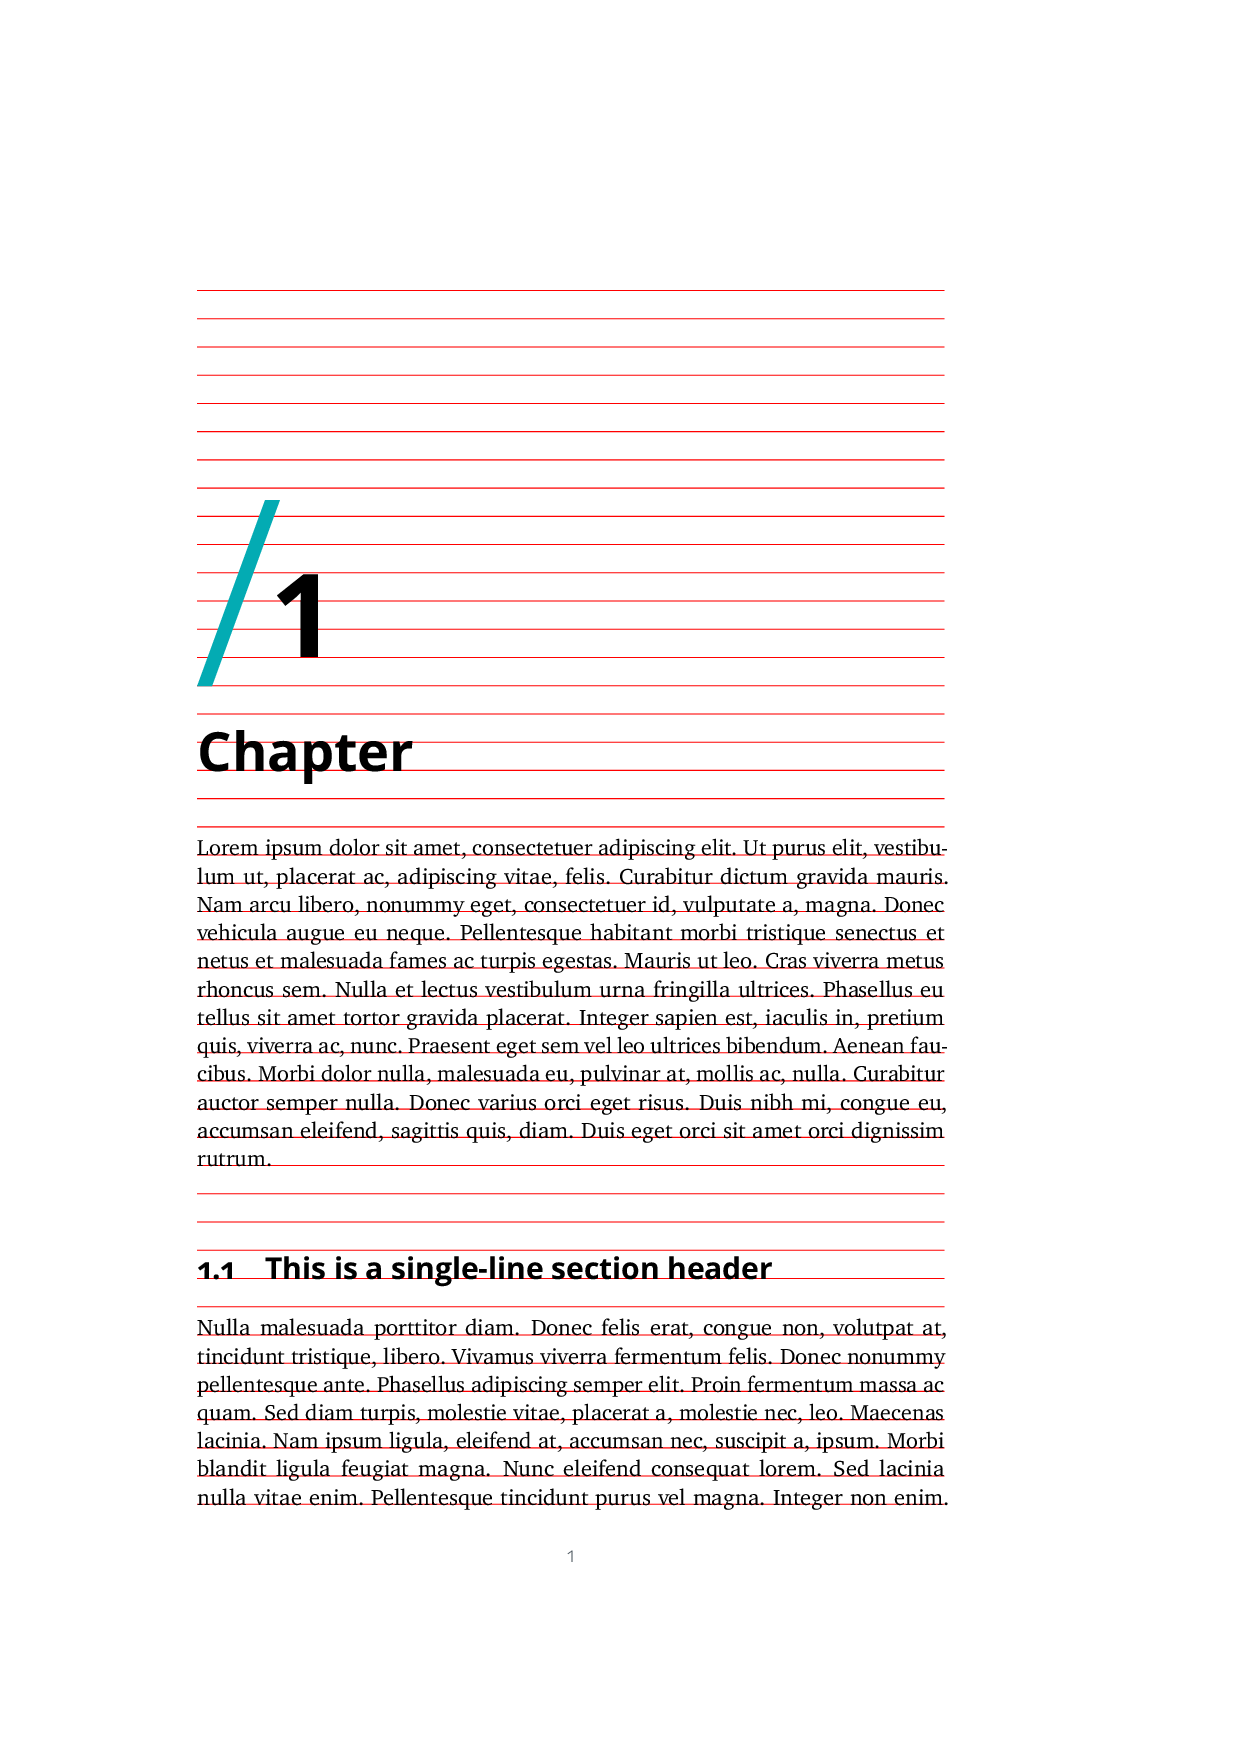 /1
Chapter
Lorem ipsum dolor sit amet, consectetuer adipiscing elit. Ut purus elit, vestibu-
lum ut, placerat ac, adipiscing vitae, felis. Curabitur dictum gravida mauris.
Nam arcu libero, nonummy eget, consectetuer id, vulputate a, magna. Donec
vehicula augue eu neque. Pellentesque habitant morbi tristique senectus et
netus et malesuada fames ac turpis egestas. Mauris ut leo. Cras viverra metus
rhoncus sem. Nulla et lectus vestibulum urna fringilla ultrices. Phasellus eu
tellus sit amet tortor gravida placerat. Integer sapien est, iaculis in, pretium
quis, viverra ac, nunc. Praesent eget sem vel leo ultrices bibendum. Aenean fau-
cibus. Morbi dolor nulla, malesuada eu, pulvinar at, mollis ac, nulla. Curabitur
auctor semper nulla. Donec varius orci eget risus. Duis nibh mi, congue eu,
accumsan eleifend, sagittis quis, diam. Duis eget orci sit amet orci dignissim
rutrum.
1.1 This is a single-line section header
Nulla malesuada porttitor diam. Donec felis erat, congue non, volutpat at,
tincidunt tristique, libero. Vivamus viverra fermentum felis. Donec nonummy
pellentesque ante. Phasellus adipiscing semper elit. Proin fermentum massa ac
quam. Sed diam turpis, molestie vitae, placerat a, molestie nec, leo. Maecenas
lacinia. Nam ipsum ligula, eleifend at, accumsan nec, suscipit a, ipsum. Morbi
blandit ligula feugiat magna. Nunc eleifend consequat lorem. Sed lacinia
nulla vitae enim. Pellentesque tincidunt purus vel magna. Integer non enim.
1